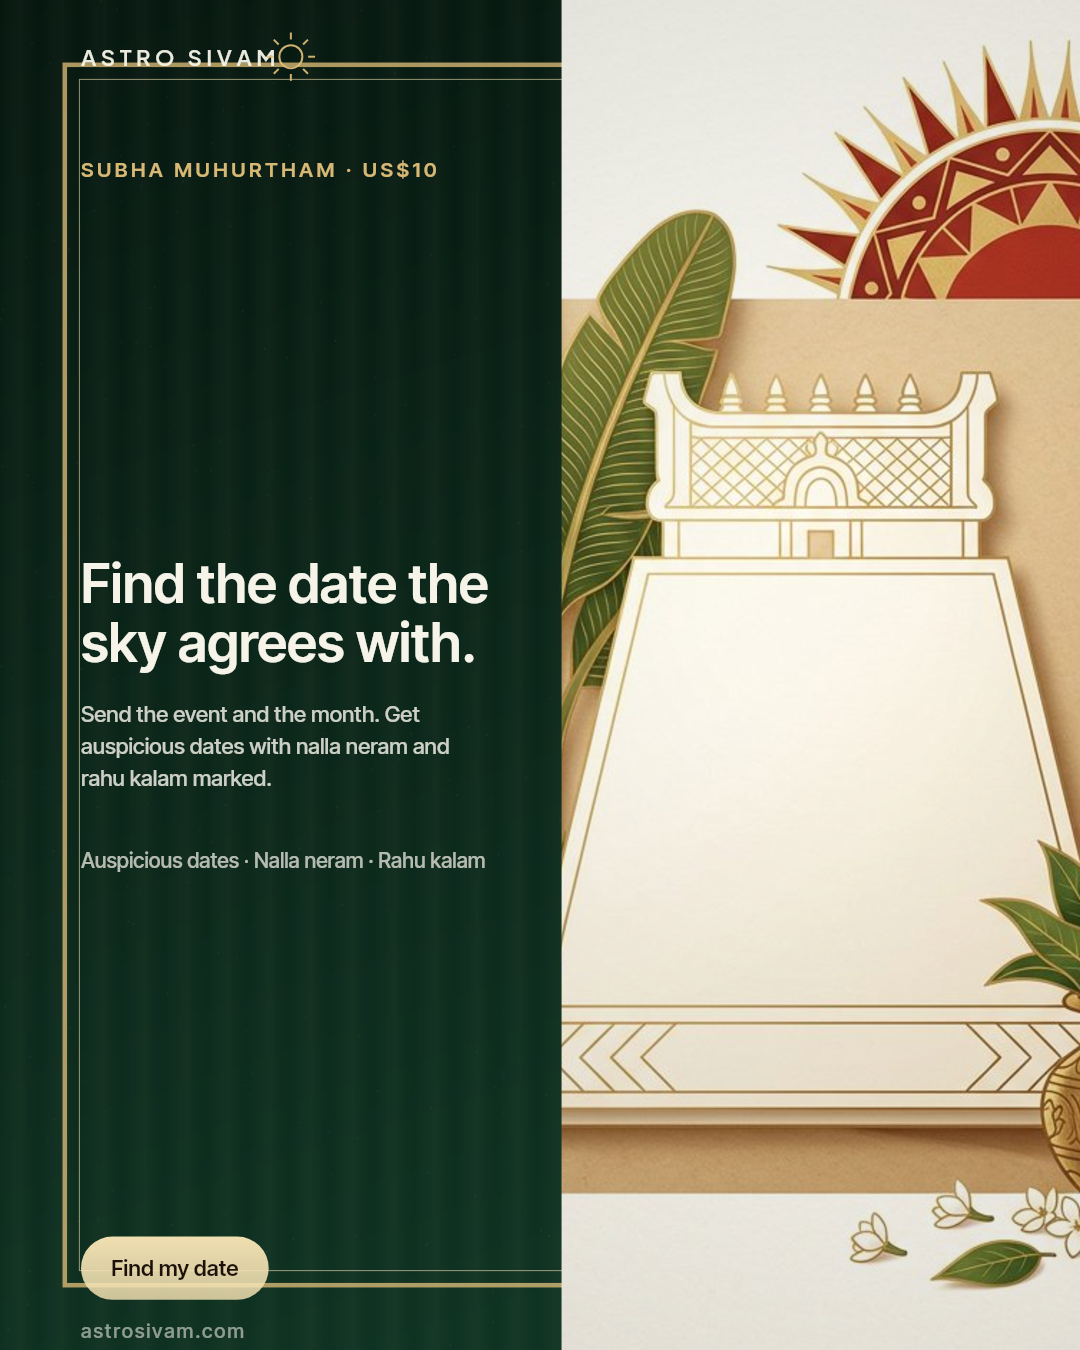 ASTRO SIVAM
SUBHA MUHURTHAM · US$10
Find the date the
sky agrees with.
Send the event and the month. Get
auspicious dates with nalla neram and
rahu kalam marked.
Auspicious dates · Nalla neram · Rahu kalam
Find my date
astrosivam.com